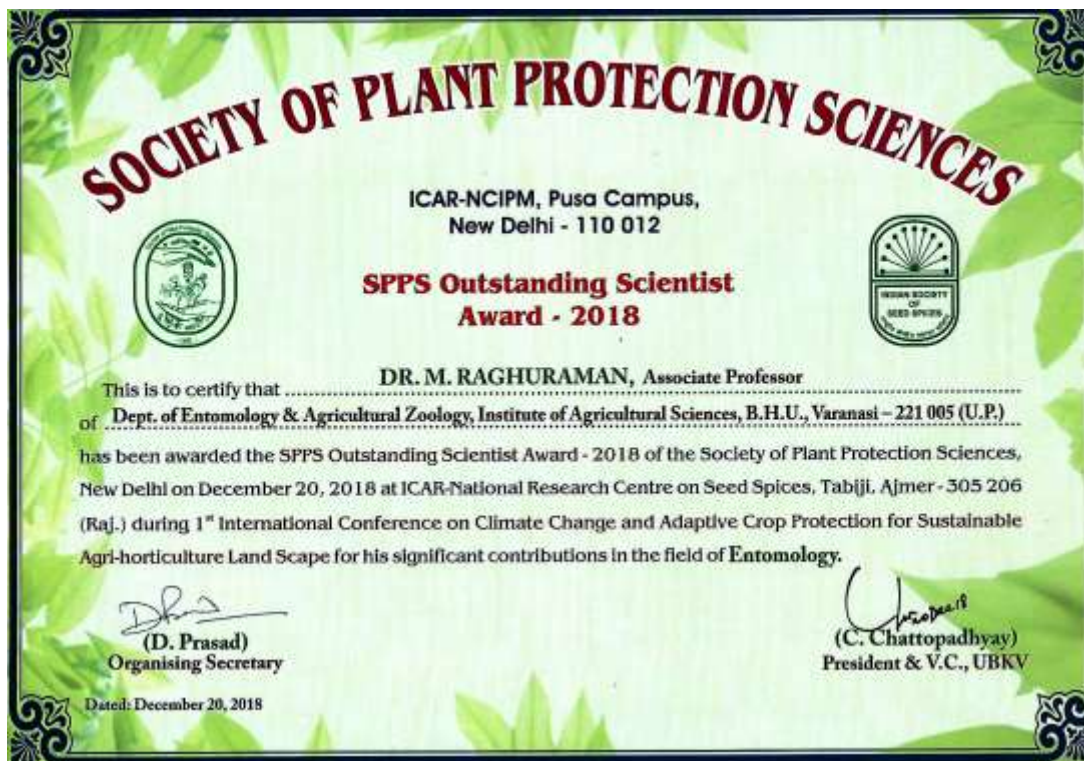 SOCIETY OF PLANT PROTECTION SCIENCES
ICAR-NCIPM, Pusa Campus,
New Delhi - 110 012
SPPS Outstanding Scientist
Award - 2018
INDIAN SOCIETY
OF
SEED SPICES
This is to certify that DR. M. RAGHURAMAN, Associate Professor
of Dept. of Entomology & Agricultural Zoology, Institute of Agricultural Sciences, B.H.U., Varanasi – 221 005 (U.P.)
has been awarded the SPPS Outstanding Scientist Award - 2018 of the Society of Plant Protection Sciences,
New Delhi on December 20, 2018 at ICAR-National Research Centre on Seed Spices, Tabiji, Ajmer - 305 206
(Raj.) during 1st International Conference on Climate Change and Adaptive Crop Protection for Sustainable
Agri-horticulture Land Scape for his significant contributions in the field of Entomology.
(D. Prasad)
Organising Secretary
(C. Chattopadhyay)
President & V.C., UBKV
Dated: December 20, 2018